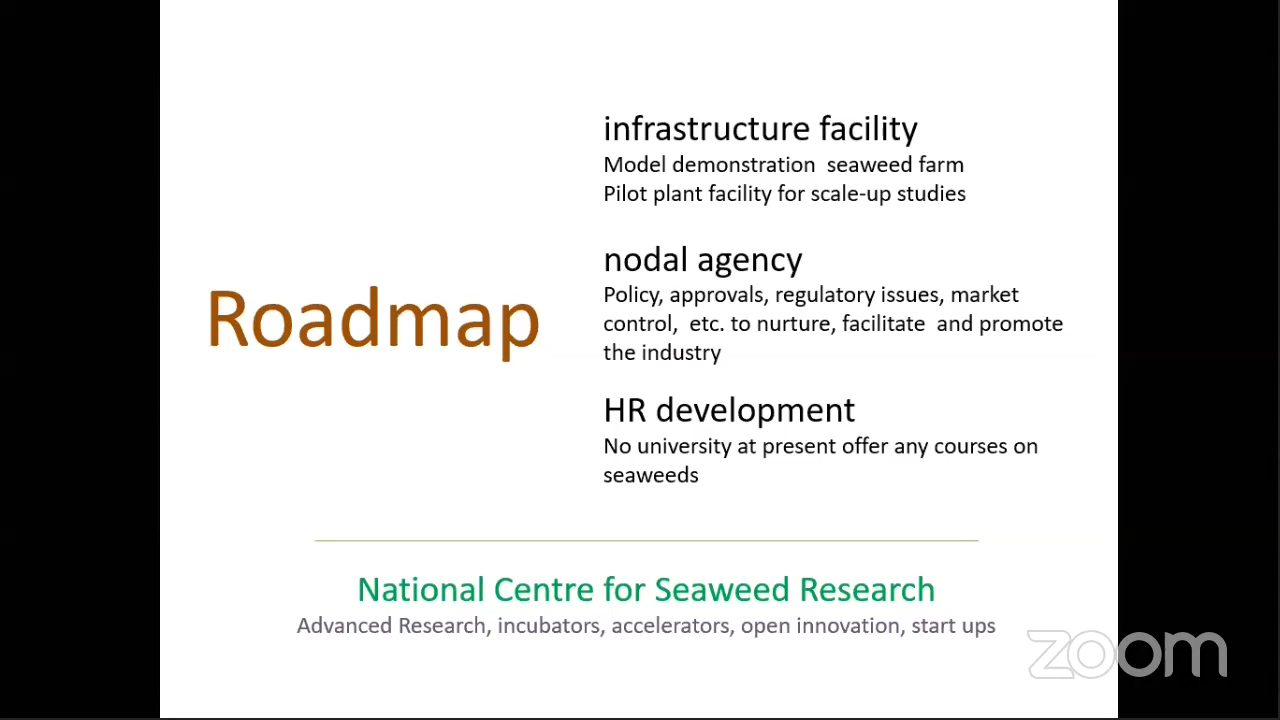 Roadmap
infrastructure facility
Model demonstration seaweed farm
Pilot plant facility for scale-up studies
nodal agency
Policy, approvals, regulatory issues, market
control, etc. to nurture, facilitate and promote
the industry
HR development
No university at present offer any courses on
seaweeds
National Centre for Seaweed Research
Advanced Research, incubators, accelerators, open innovation, start ups
zoom